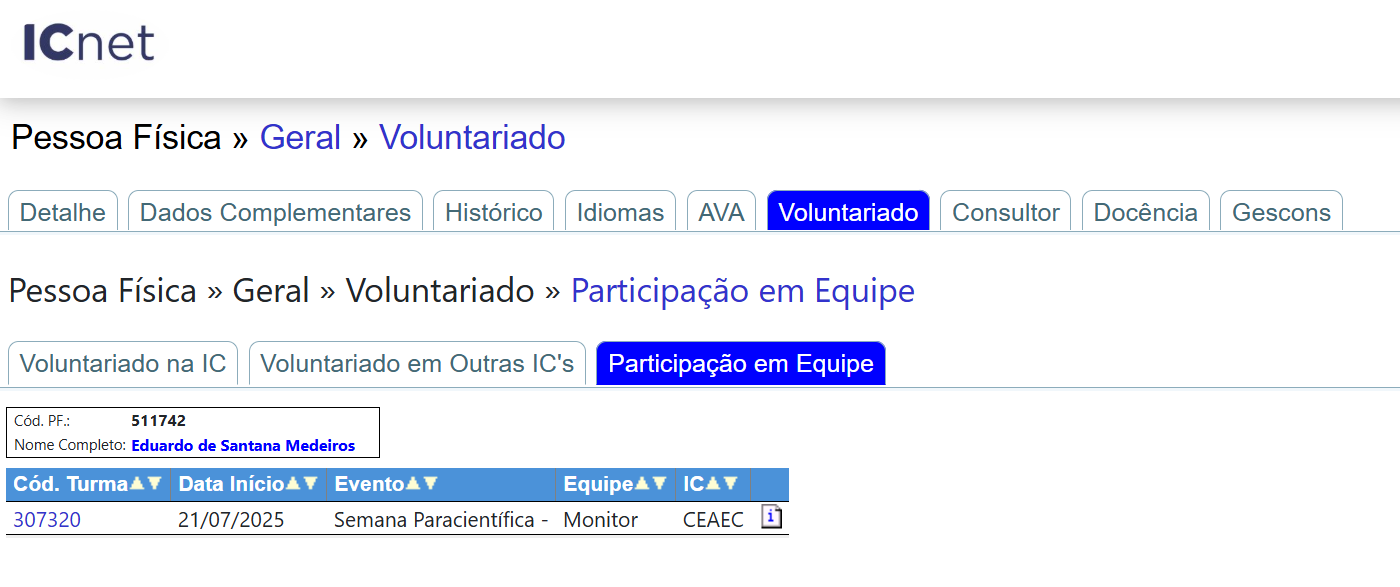 ICnet
Pessoa Física » Geral » Voluntariado
Detalhe Dados Complementares Histórico Idiomas AVA Voluntariado Consultor Docência Gescons
Pessoa Física » Geral » Voluntariado » Participação em Equipe
Voluntariado na IC Voluntariado em Outras IC's Participação em Equipe
Cód. PF.: 511742
Nome Completo: Eduardo de Santana Medeiros
Cód. Turma▲▼ Data Início▲▼ Evento▲▼ Equipe▲▼ IC▲▼
307320 21/07/2025 Semana Paracientífica - Monitor CEAEC i